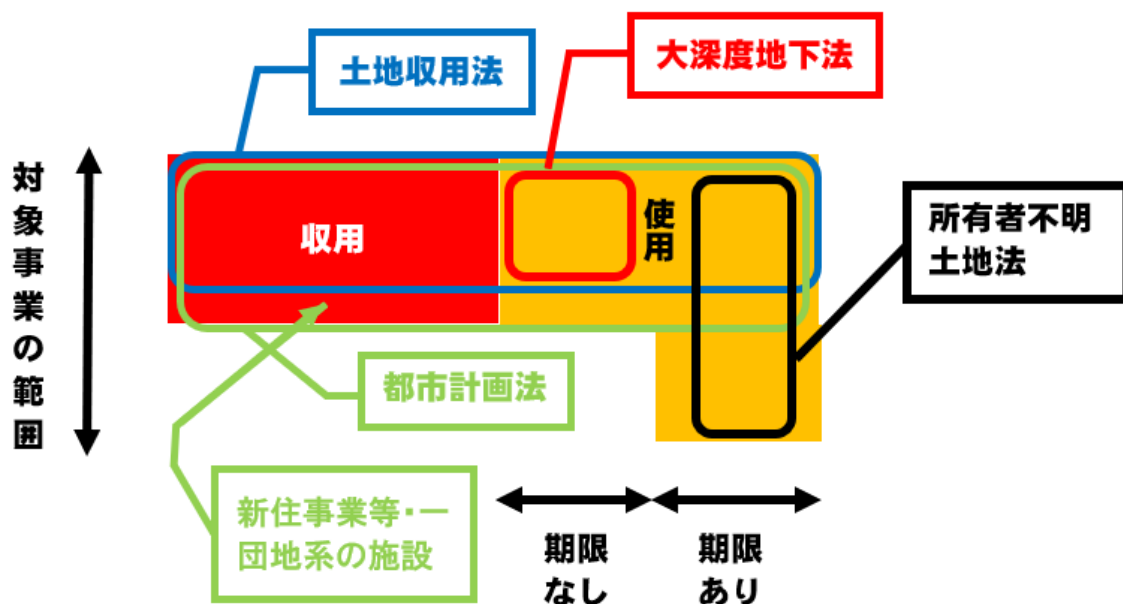 土地収用法
大深度地下法
対象事業の範囲
収用
使用
所有者不明
土地法
都市計画法
新住事業等・一
団地系の施設
期限
なし
期限
あり